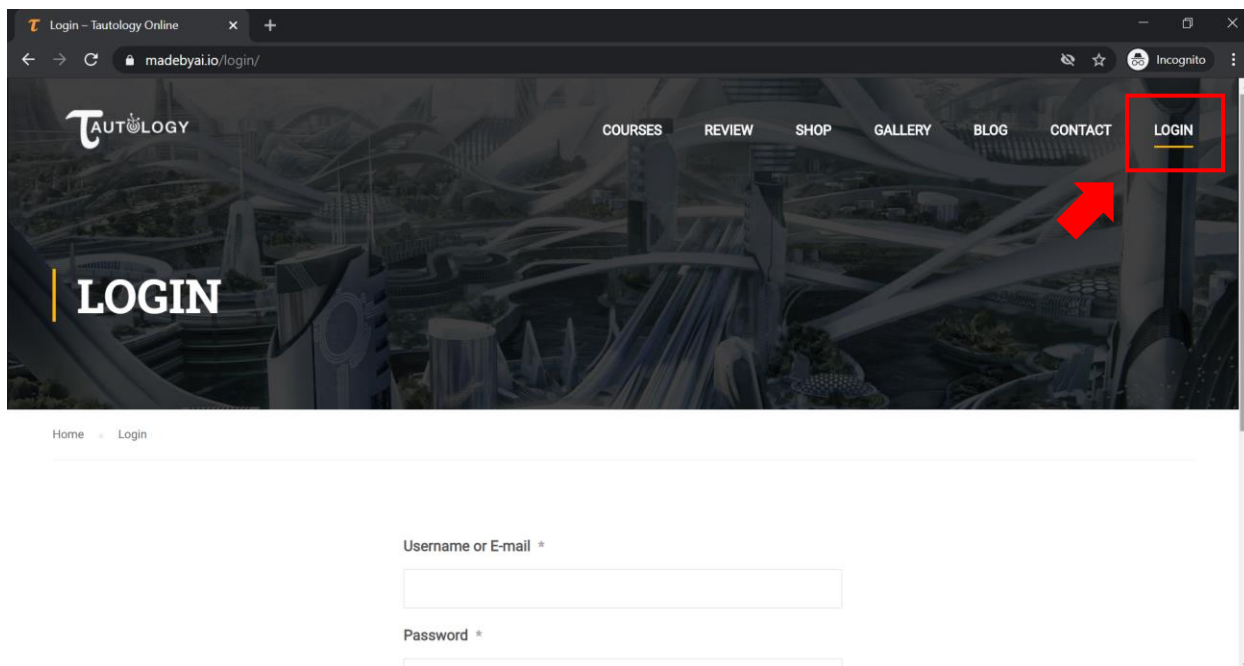 Login – Tautology Online
madebyai.io/login/
Incognito
TAUTOLOGY
COURSES REVIEW SHOP GALLERY BLOG CONTACT LOGIN
LOGIN
Home Login
Username or E-mail *
Password *